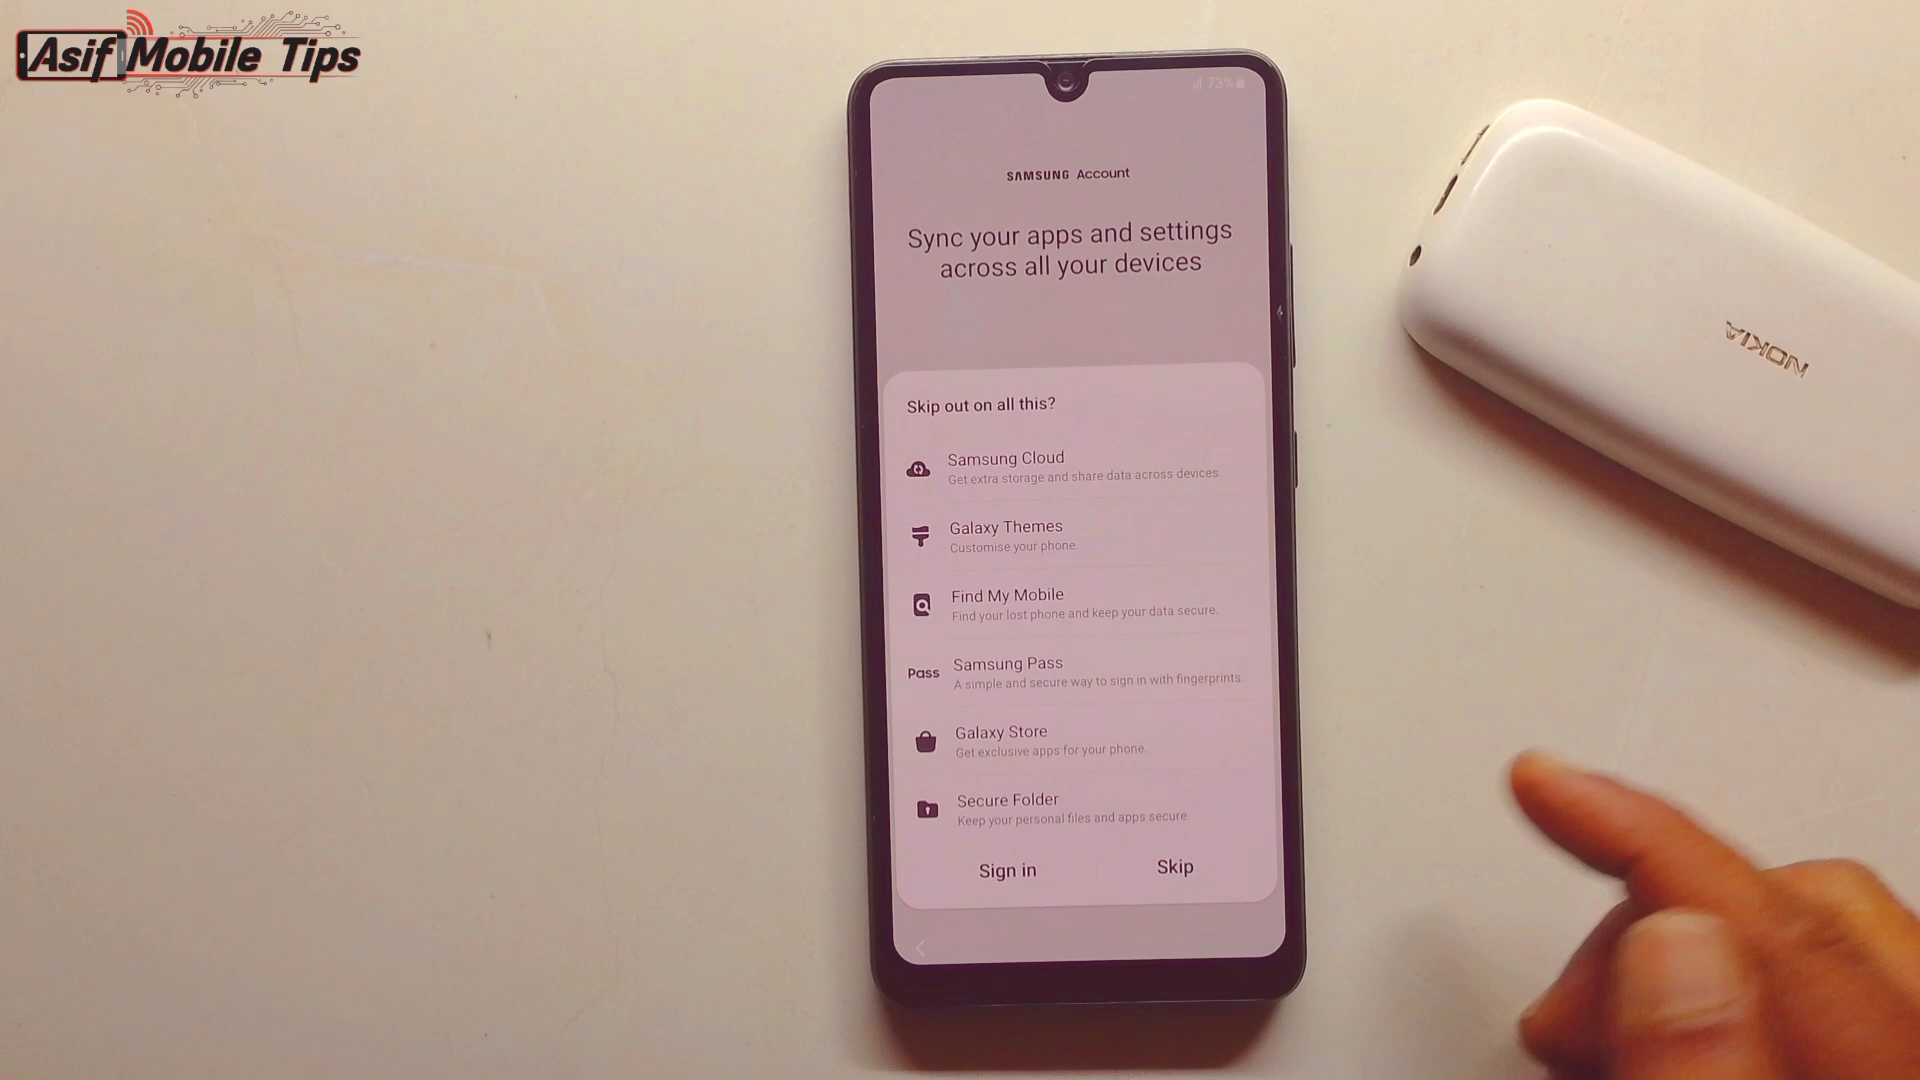 Asif Mobile Tips
73%
SAMSUNG Account
Sync your apps and settings
across all your devices
Skip out on all this?
Samsung Cloud
Get extra storage and share data across devices.
Galaxy Themes
Customise your phone.
Find My Mobile
Find your lost phone and keep your data secure.
Pass
Samsung Pass
A simple and secure way to sign in with fingerprints.
Galaxy Store
Get exclusive apps for your phone.
Secure Folder
Keep your personal files and apps secure.
Sign in
Skip
NOKIA